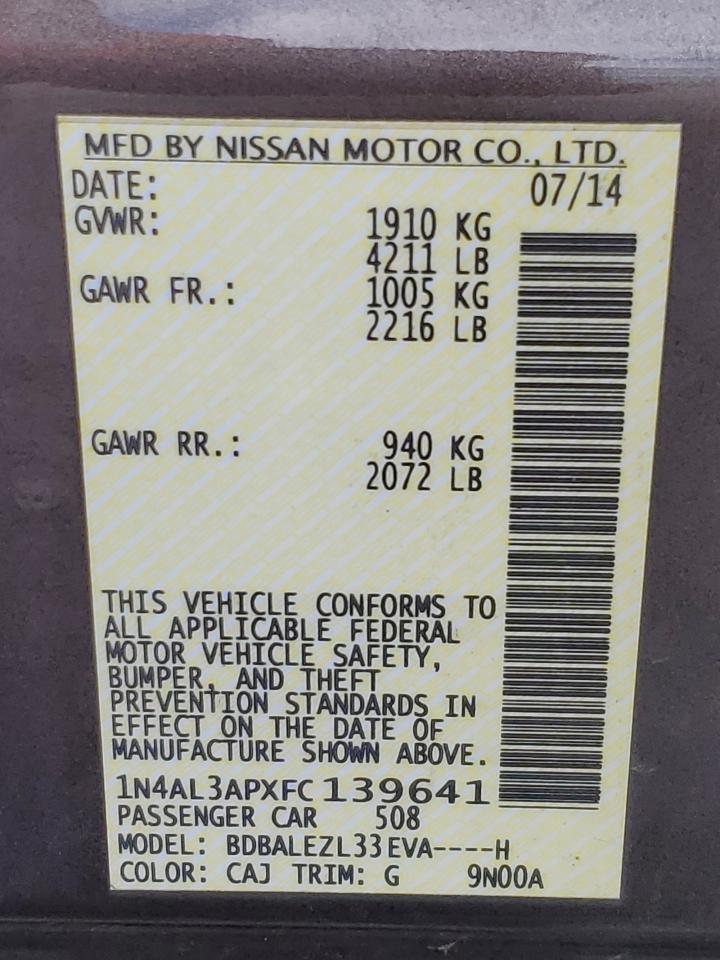 MFD BY NISSAN MOTOR CO., LTD.
DATE: 07/14
GVWR: 1910 KG
4211 LB
GAWR FR.: 1005 KG
2216 LB
GAWR RR.: 940 KG
2072 LB
THIS VEHICLE CONFORMS TO
ALL APPLICABLE FEDERAL
MOTOR VEHICLE SAFETY,
BUMPER, AND THEFT
PREVENTION STANDARDS IN
EFFECT ON THE DATE OF
MANUFACTURE SHOWN ABOVE.
1N4AL3APXFC139641
PASSENGER CAR 508
MODEL: BDBALEZL33EVA----H
COLOR: CAJ TRIM: G 9N00A